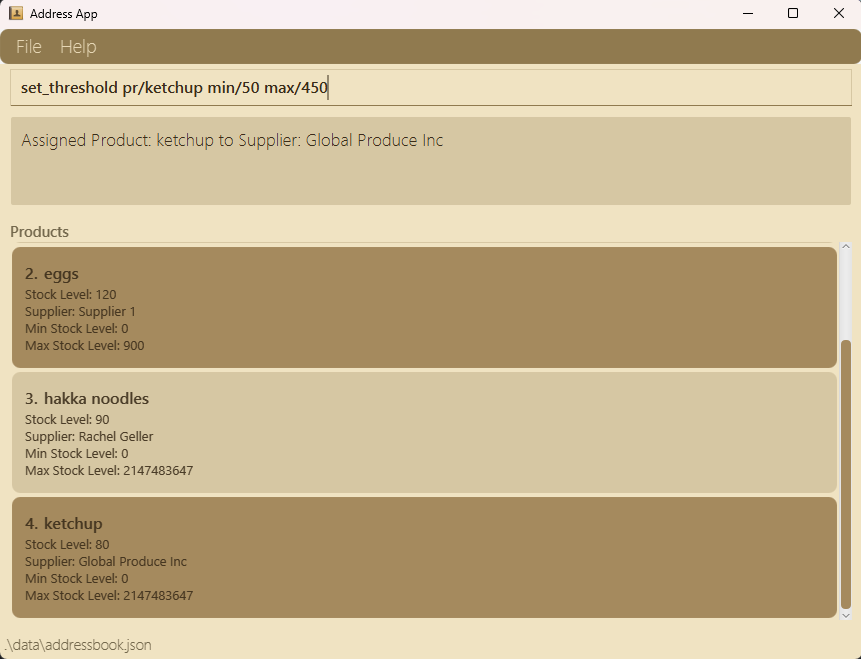 Address App
File Help
set_threshold pr/ketchup min/50 max/450
Assigned Product: ketchup to Supplier: Global Produce Inc
Products
2. eggs
Stock Level: 120
Supplier: Supplier 1
Min Stock Level: 0
Max Stock Level: 900
3. hakka noodles
Stock Level: 90
Supplier: Rachel Geller
Min Stock Level: 0
Max Stock Level: 2147483647
4. ketchup
Stock Level: 80
Supplier: Global Produce Inc
Min Stock Level: 0
Max Stock Level: 2147483647
.\data\addressbook.json